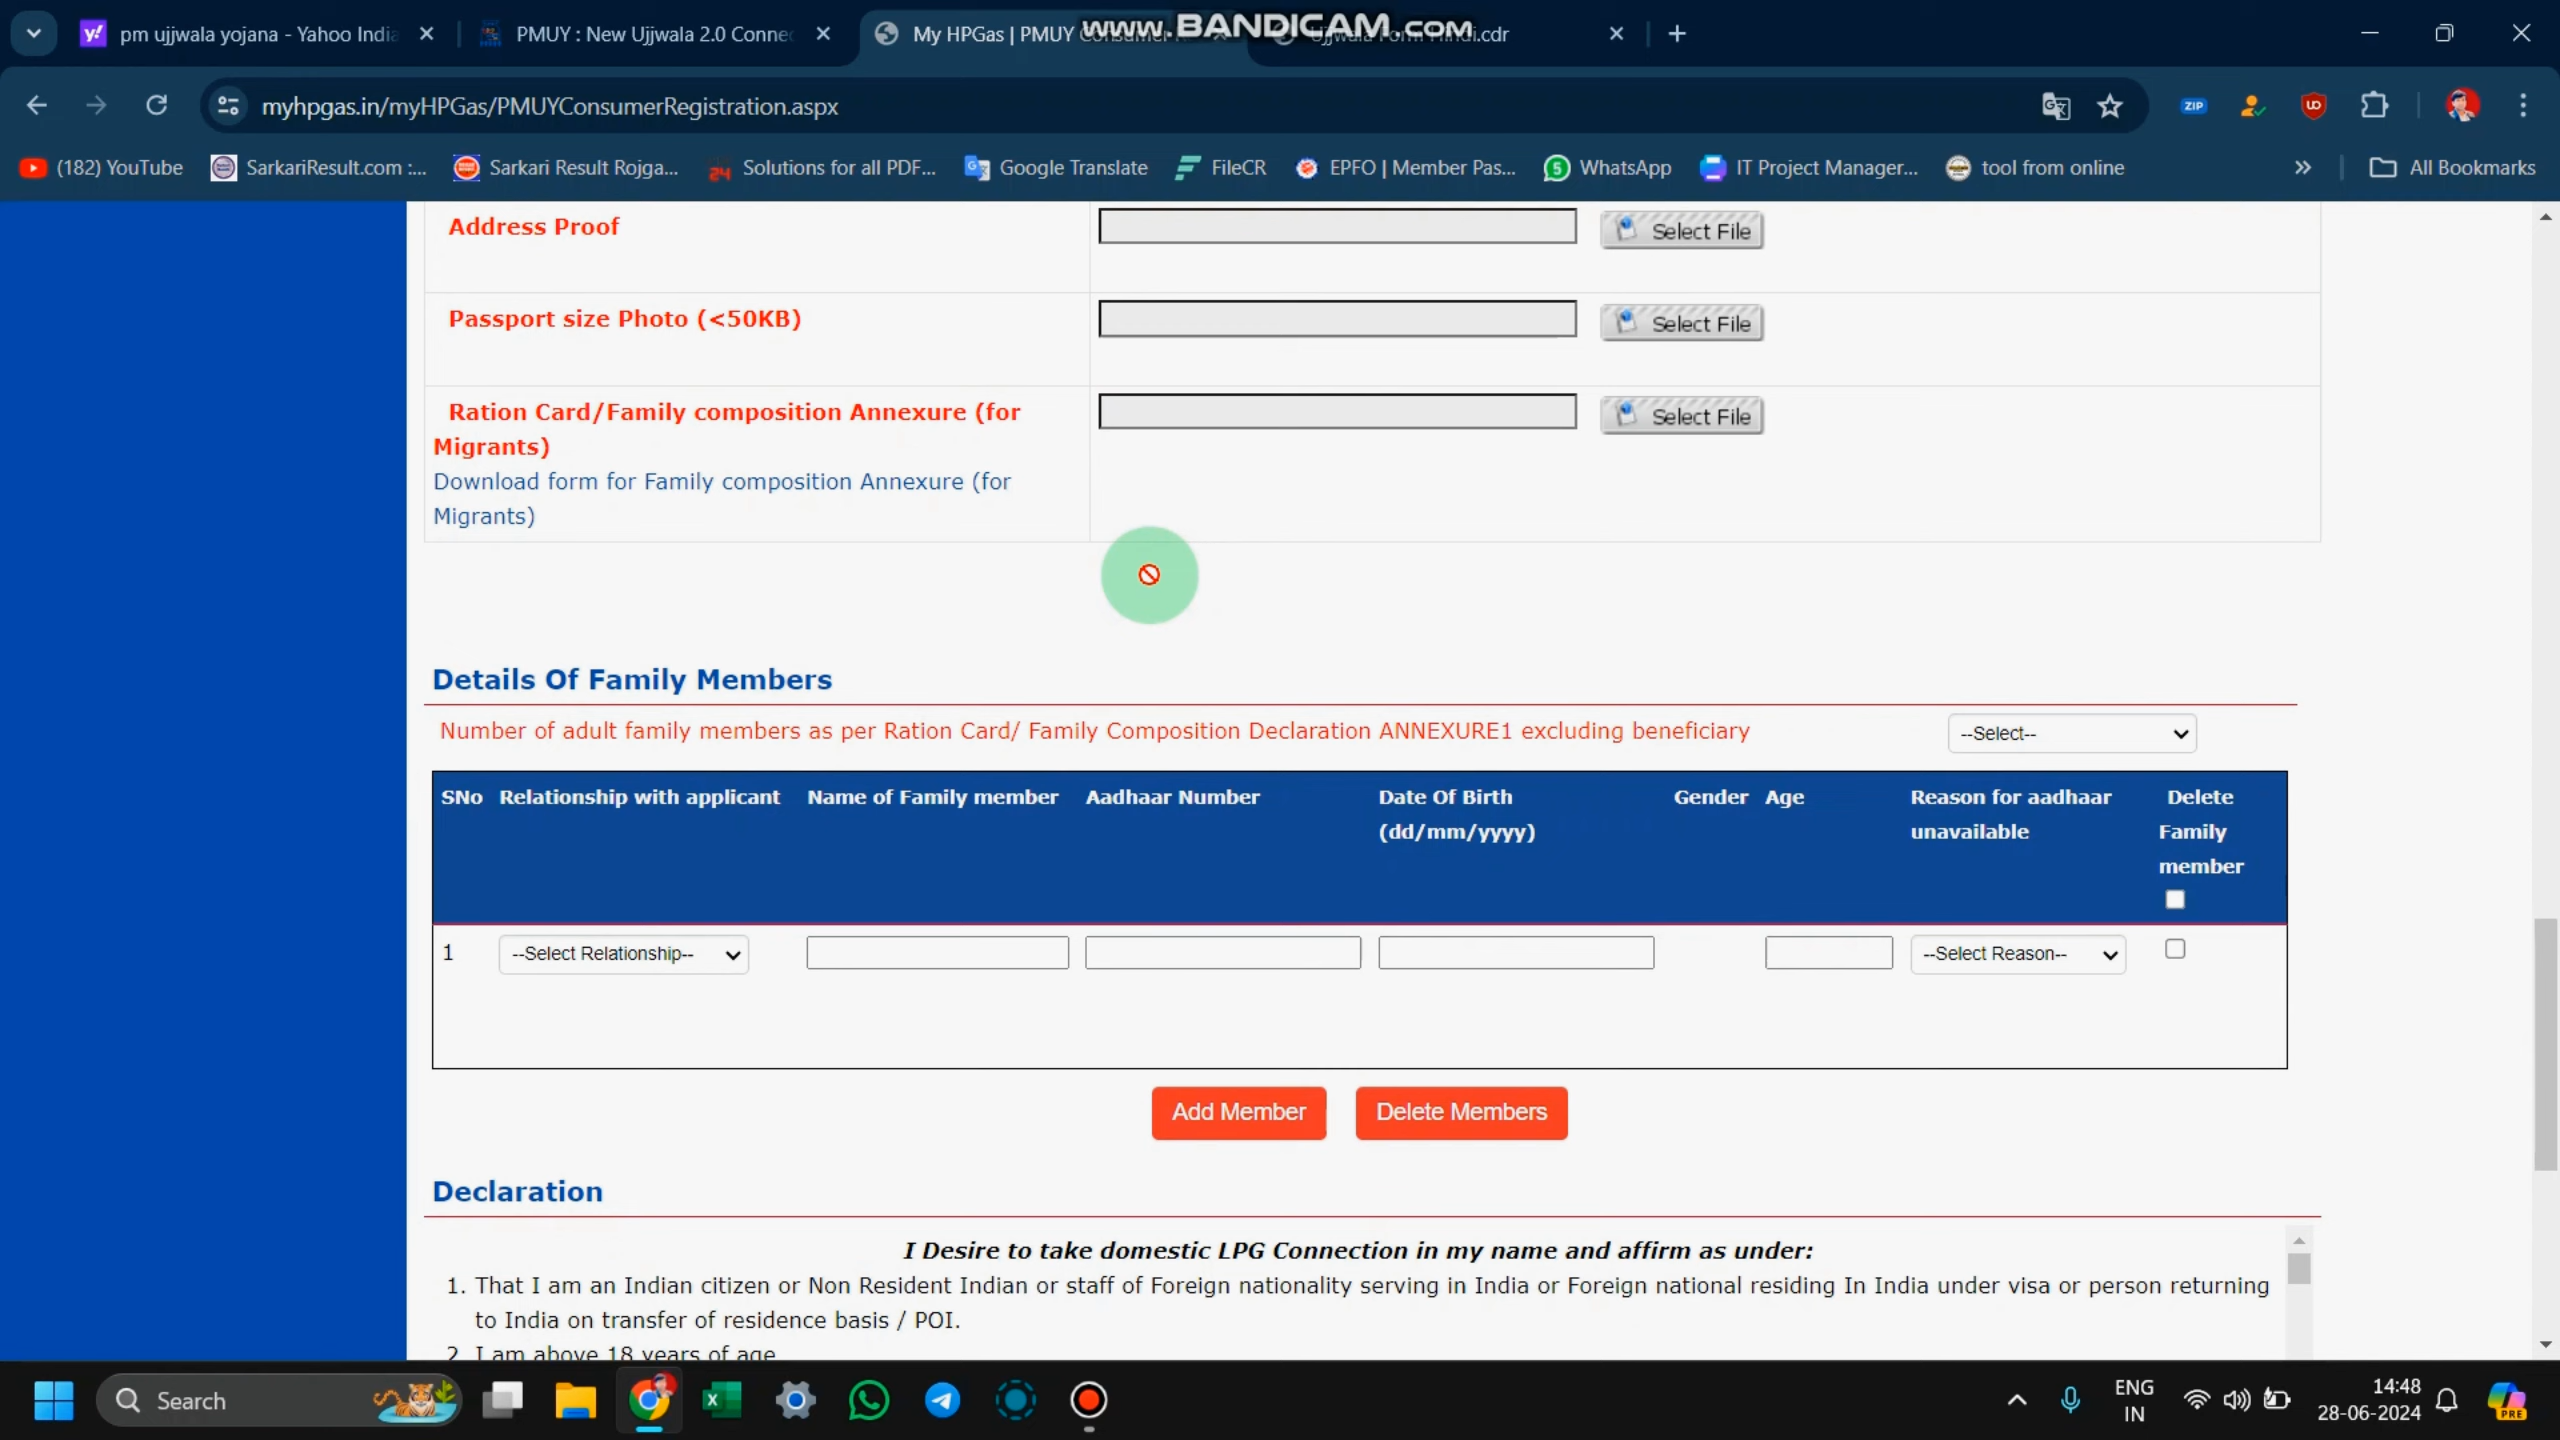 pm ujjwala yojana - Yahoo India
PMUY : New Ujjwala 2.0 Connec
My HPGas | PMUY Consumer
www.BANDICAM.com
Ujjwala Form Hindi.cdr
myhpgas.in/myHPGas/PMUYConsumerRegistration.aspx
ZIP
(182) YouTube
SarkariResult.com :...
Sarkari Result Rojga...
Solutions for all PDF...
Google Translate
FileCR
EPFO | Member Pas...
5
WhatsApp
IT Project Manager...
tool from online
All Bookmarks
Address Proof
Select File
Passport size Photo (<50KB)
Select File
Ration Card/Family composition Annexure (for
Migrants)
Select File
Download form for Family composition Annexure (for
Migrants)
Details Of Family Members
Number of adult family members as per Ration Card/ Family Composition Declaration ANNEXURE1 excluding beneficiary
--Select--
SNo Relationship with applicant Name of Family member Aadhaar Number Date Of Birth Gender Age Reason for aadhaar Delete
(dd/mm/yyyy) unavailable Family
member
1 --Select Relationship-- --Select Reason--
Add Member Delete Members
Declaration
I Desire to take domestic LPG Connection in my name and affirm as under:
1. That I am an Indian citizen or Non Resident Indian or staff of Foreign nationality serving in India or Foreign national residing In India under visa or person returning
to India on transfer of residence basis / POI.
2. I am above 18 years of age
Search
ENG
IN
14:48
28-06-2024
PRE